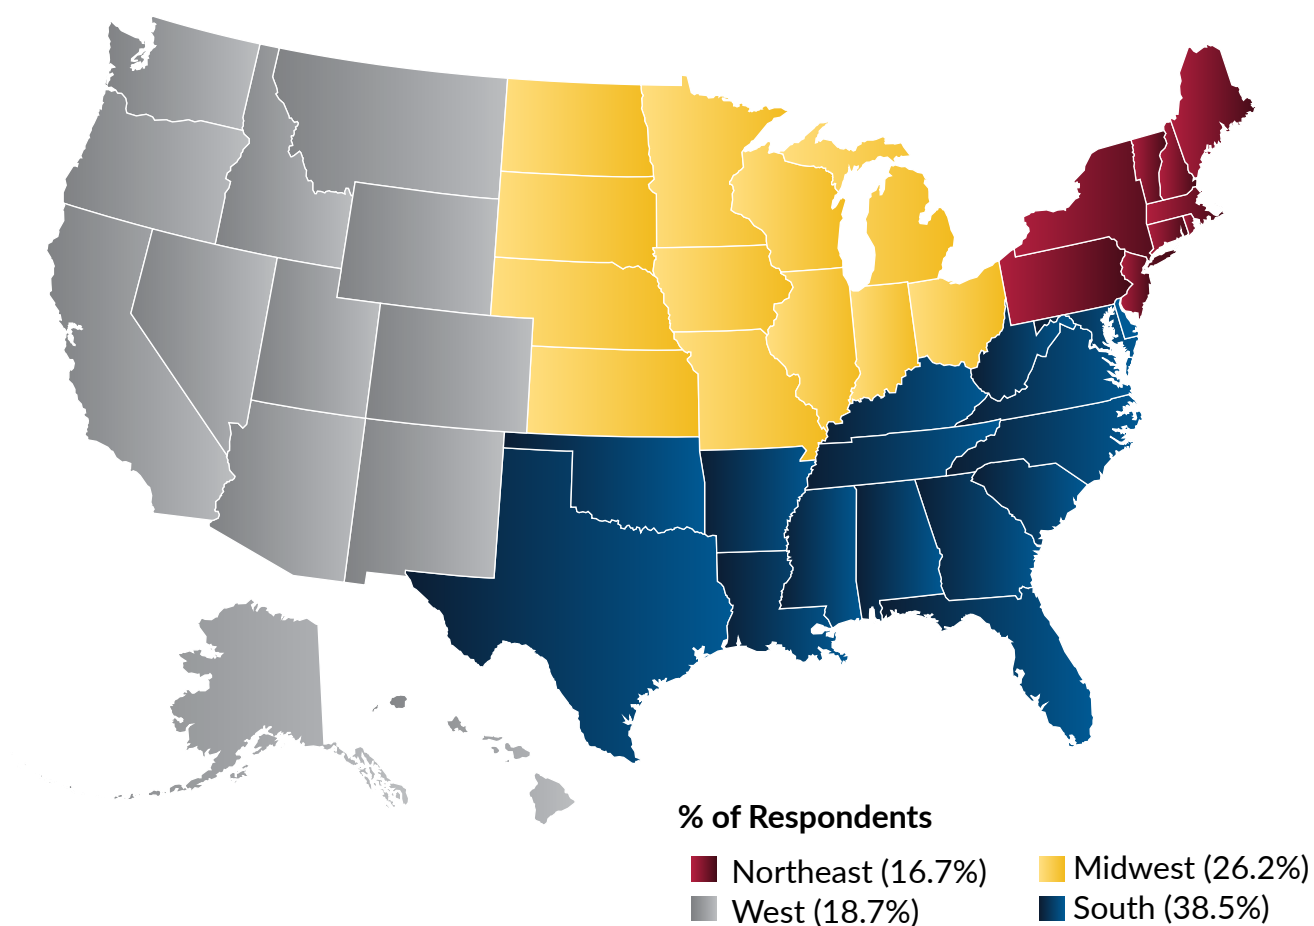 % of Respondents
Northeast (16.7%)
Midwest (26.2%)
West (18.7%)
South (38.5%)